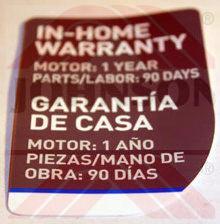 IN-HOME
WARRANTY
MOTOR: 1 YEAR
PARTS/LABOR: 90 DAYS
GARANTÍA
DE CASA
MOTOR: 1 AÑO
PIEZAS/MANO DE
OBRA: 90 DÍAS